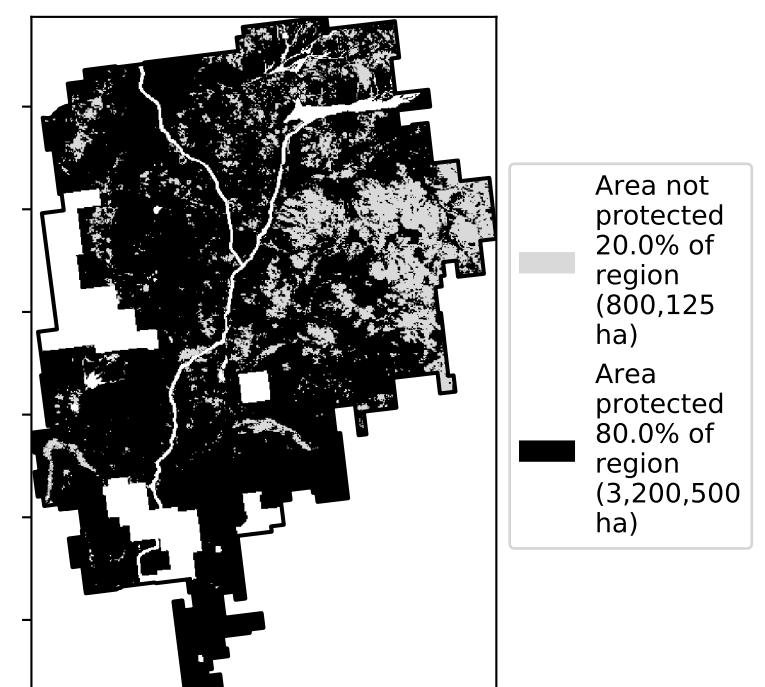 Area not
protected
20.0% of
region
(800,125
ha)
Area
protected
80.0% of
region
(3,200,500
ha)